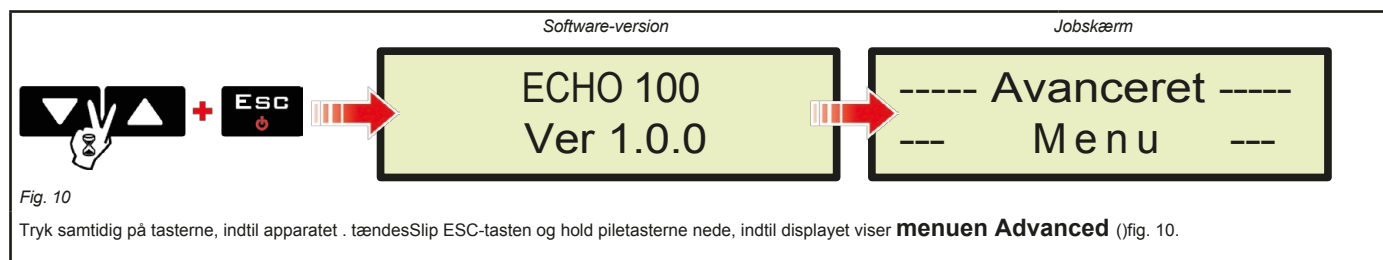 Software-version
Jobskærm
+ Esc
ECHO 100
Ver 1.0.0
----- Avanceret -----
--- Menu ---
Fig. 10
Tryk samtidig på tasterne, indtil apparatet . tændesSlip ESC-tasten og hold piletasterne nede, indtil displayet viser menuen Advanced ()fig. 10.